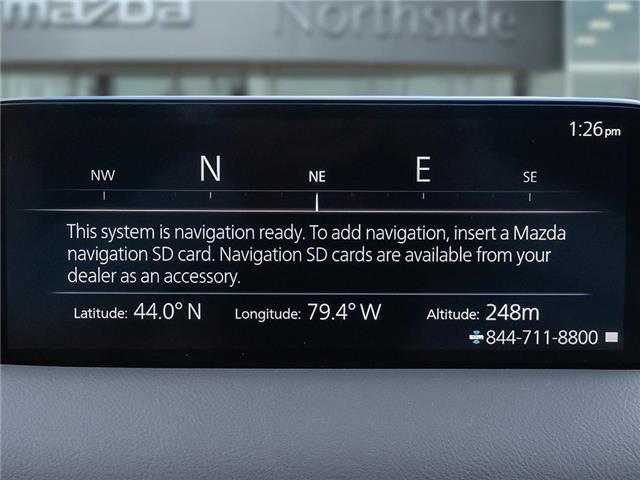 mazda Northside
1:26 pm
NW N NE E SE
This system is navigation ready. To add navigation, insert a Mazda
navigation SD card. Navigation SD cards are available from your
dealer as an accessory.
Latitude: 44.0° N Longitude: 79.4° W Altitude: 248m
844-711-8800